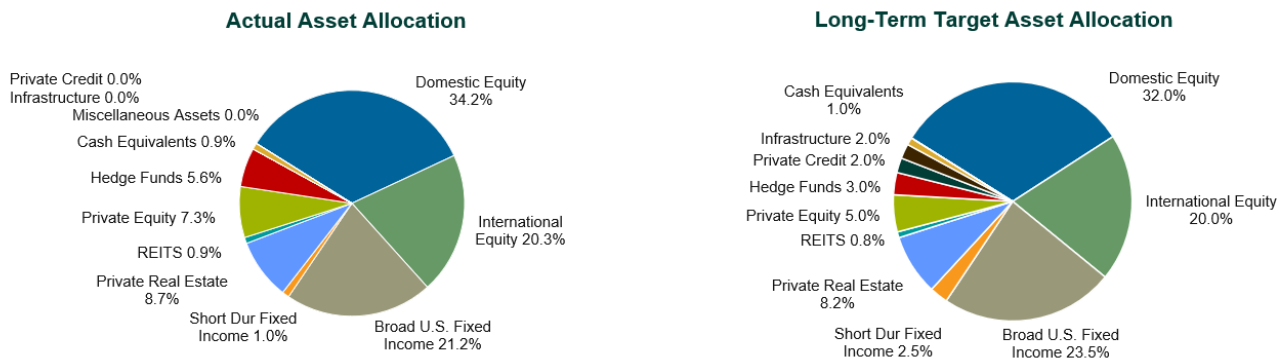 Actual Asset Allocation
Private Credit 0.0%
Infrastructure 0.0%
Miscellaneous Assets 0.0%
Cash Equivalents 0.9%
Hedge Funds 5.6%
Private Equity 7.3%
REITS 0.9%
Private Real Estate
8.7%
Short Dur Fixed
Income 1.0%
Broad U.S. Fixed
Income 21.2%
International
Equity 20.3%
Domestic Equity
34.2%
Long-Term Target Asset Allocation
Cash Equivalents
1.0%
Infrastructure 2.0%
Private Credit 2.0%
Hedge Funds 3.0%
Private Equity 5.0%
REITS 0.8%
Private Real Estate
8.2%
Short Dur Fixed
Income 2.5%
Broad U.S. Fixed
Income 23.5%
International Equity
20.0%
Domestic Equity
32.0%